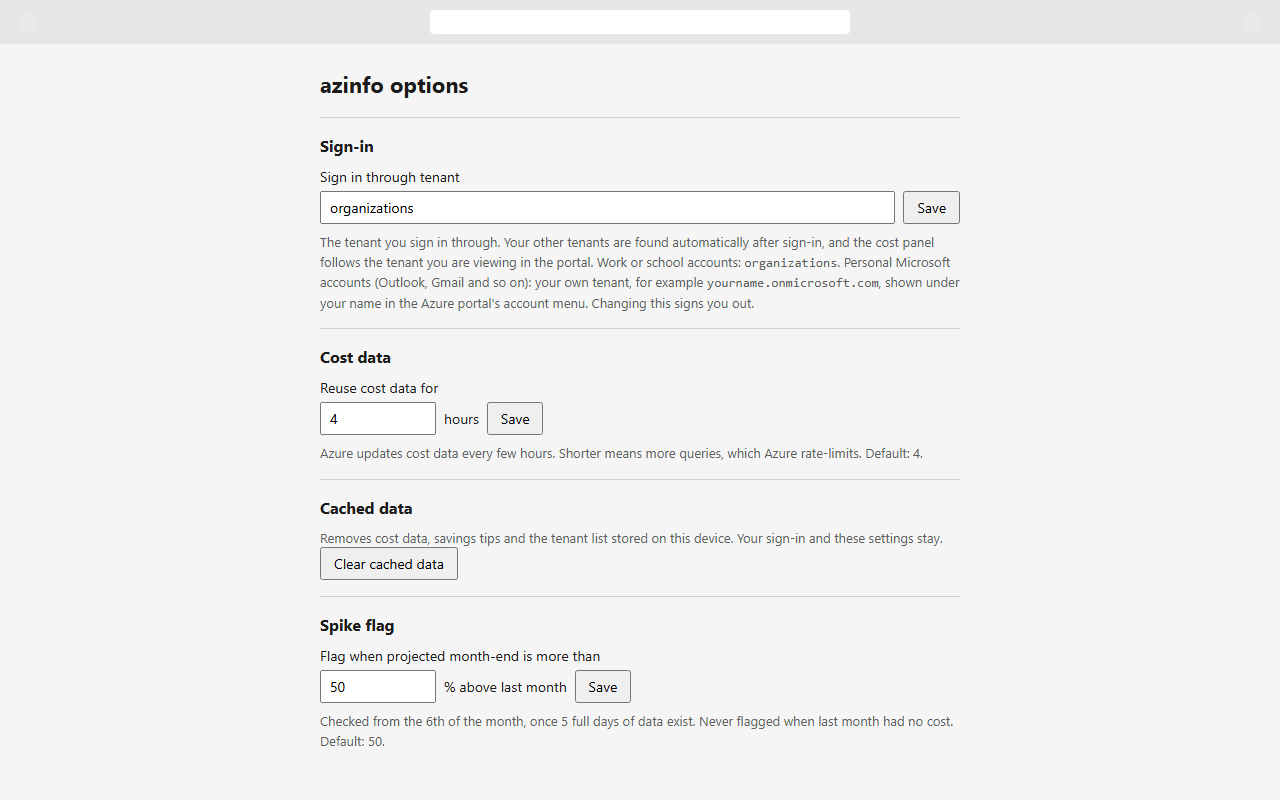 azinfo options
Sign-in
Sign in through tenant
organizations
Save
The tenant you sign in through. Your other tenants are found automatically after sign-in, and the cost panel
follows the tenant you are viewing in the portal. Work or school accounts: organizations. Personal Microsoft
accounts (Outlook, Gmail and so on): your own tenant, for example yourname.onmicrosoft.com, shown under
your name in the Azure portal's account menu. Changing this signs you out.
Cost data
Reuse cost data for
4 hours Save
Azure updates cost data every few hours. Shorter means more queries, which Azure rate-limits. Default: 4.
Cached data
Removes cost data, savings tips and the tenant list stored on this device. Your sign-in and these settings stay.
Clear cached data
Spike flag
Flag when projected month-end is more than
50 % above last month Save
Checked from the 6th of the month, once 5 full days of data exist. Never flagged when last month had no cost.
Default: 50.